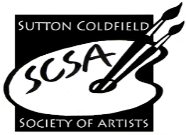 SUTTON COLDFIELD
SCSA
SOCIETY OF ARTISTS